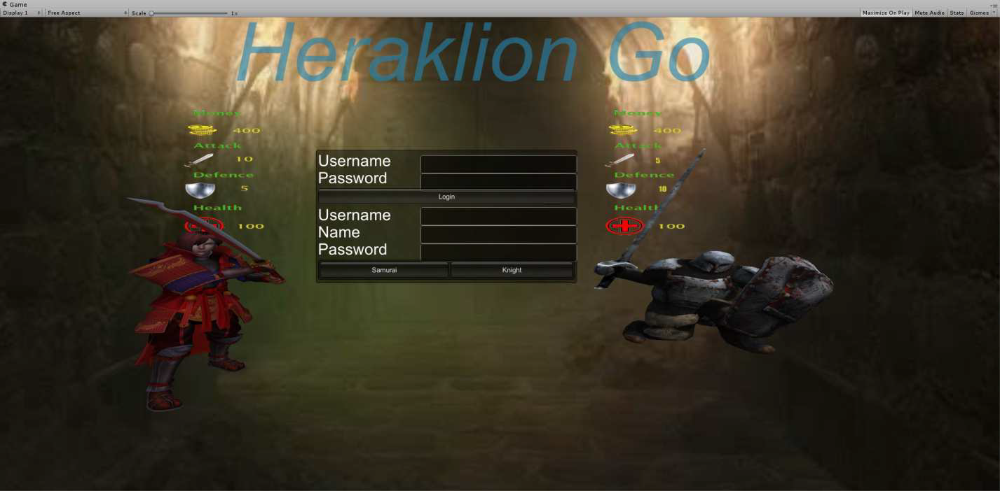 Game
Display 1 Free Aspect Scale 1x Maximize On Play Mute Audio Stats Gizmos
Heraklion Go
Money
400
Attack
10
Defence
5
Health
100
Username
Password
Login
Username
Name
Password
Samurai Knight
Money
400
Attack
5
Defence
10
Health
100